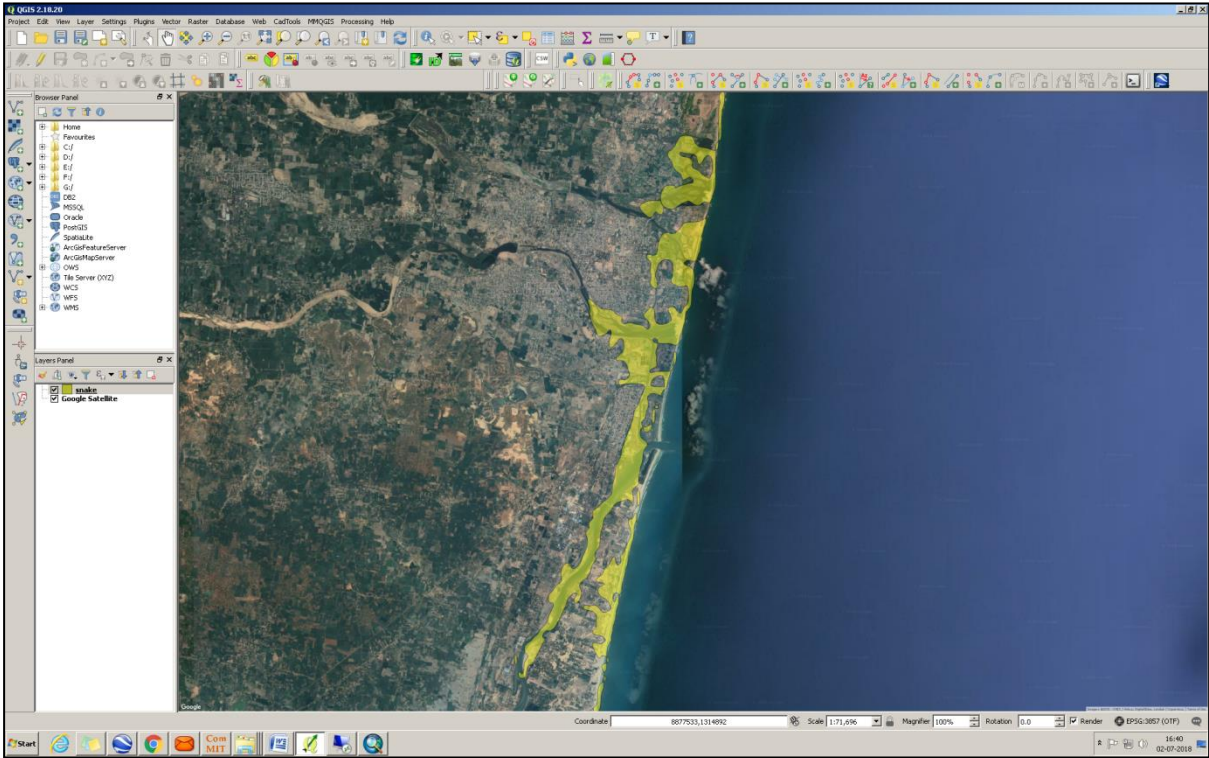 QGIS 2.18.20
Project Edit View Layer Settings Plugins Vector Raster Database Web CadTools MMQGIS Processing Help
CSW
Browser Panel
Home
Favourites
C:/
D:/
E:/
F:/
G:/
DB2
MSSQL
Oracle
PostGIS
SpatiaLite
ArcGisFeatureServer
ArcGisMapServer
OWS
Tile Server (XYZ)
WCS
WFS
WMS
Layers Panel
snake
Google Satellite
Google
Coordinate 8877533,1314892 Scale 1:71,696 Magnifier 100% Rotation 0.0 Render EPSG:3857 (OTF)
Start
Com
MIT
16:40
02-07-2018